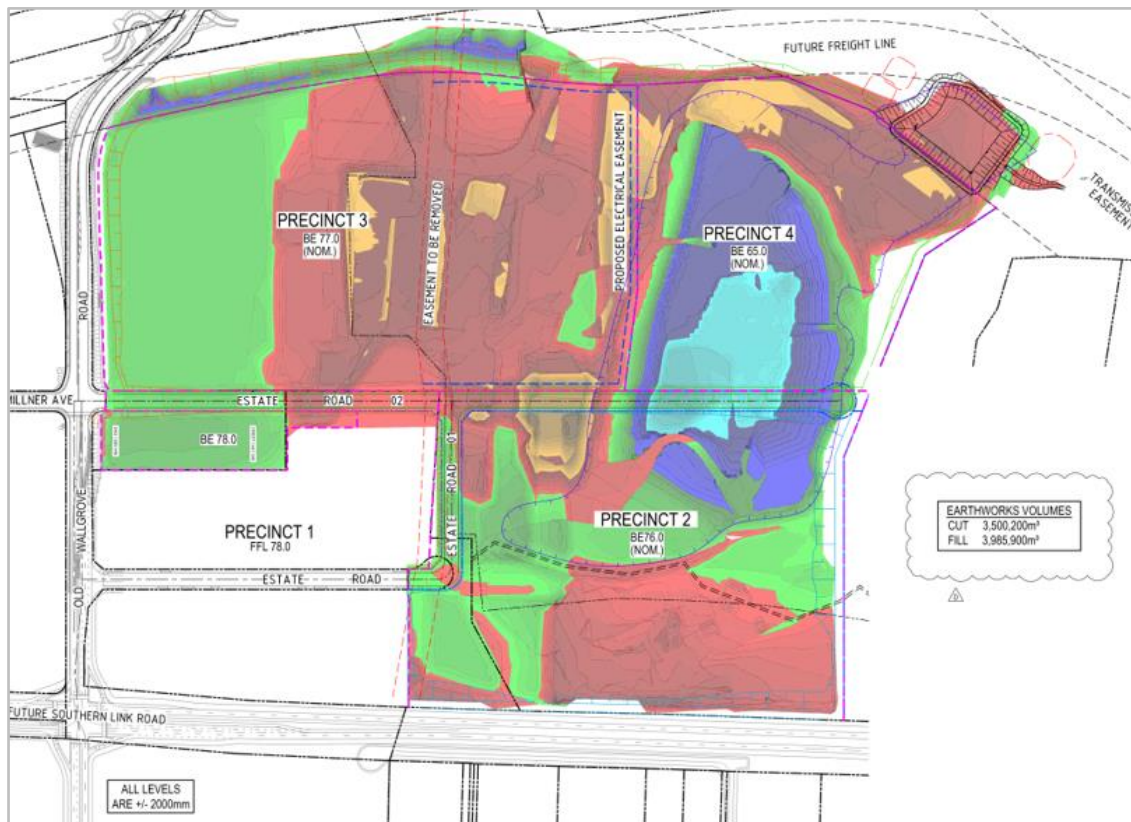 FUTURE FREIGHT LINE
TRANSMIS
EASEMENT
PRECINCT 3
BE 77.0
(NOM.)
EASEMENT TO BE REMOVED
PROPOSED ELECTRICAL EASEMENT
PRECINCT 4
BE 65.0
(NOM.)
ROAD
MILLNER AVE
ESTATE ROAD 02
BE 78.0
ESTATE ROAD 01
OLD WALLGROVE
PRECINCT 1
FFL 78.0
PRECINCT 2
BE76.0
(NOM.)
ESTATE ROAD
EARTHWORKS VOLUMES
CUT 3,500,200m³
FILL 3,985,900m³
FUTURE SOUTHERN LINK ROAD
ALL LEVELS
ARE +/- 2000mm